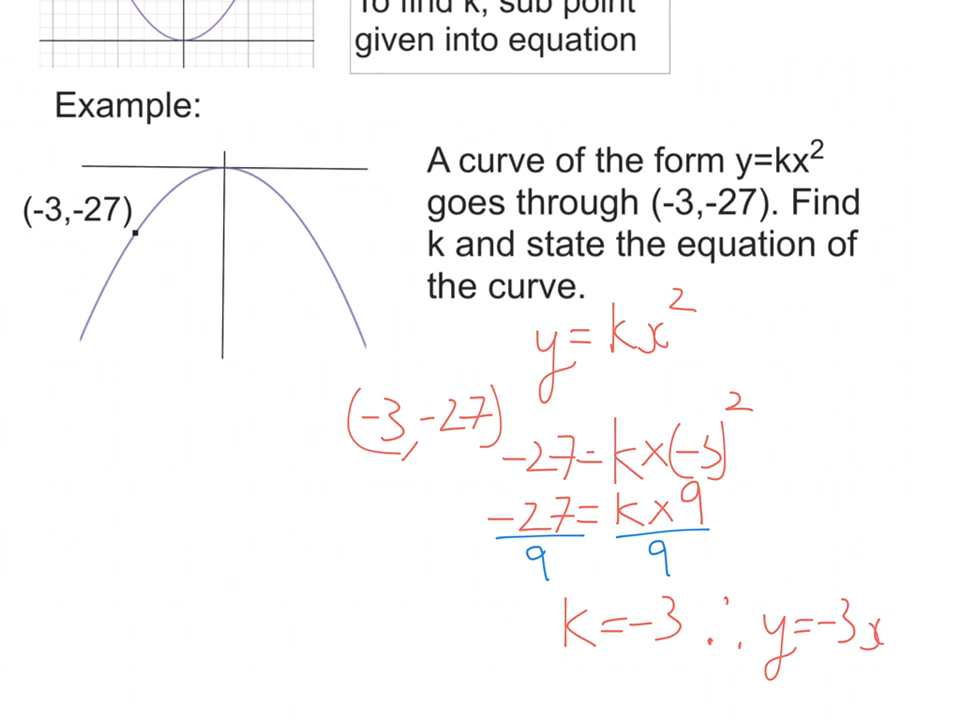 To find k, sub point
given into equation
Example:
(-3,-27)
A curve of the form y=kx²
goes through (-3,-27). Find
k and state the equation of
the curve.
y=kx²
(-3,-27)
-27=k×(-3)²
-27=k×9
9 9
k=-3 ∴ y=-3x